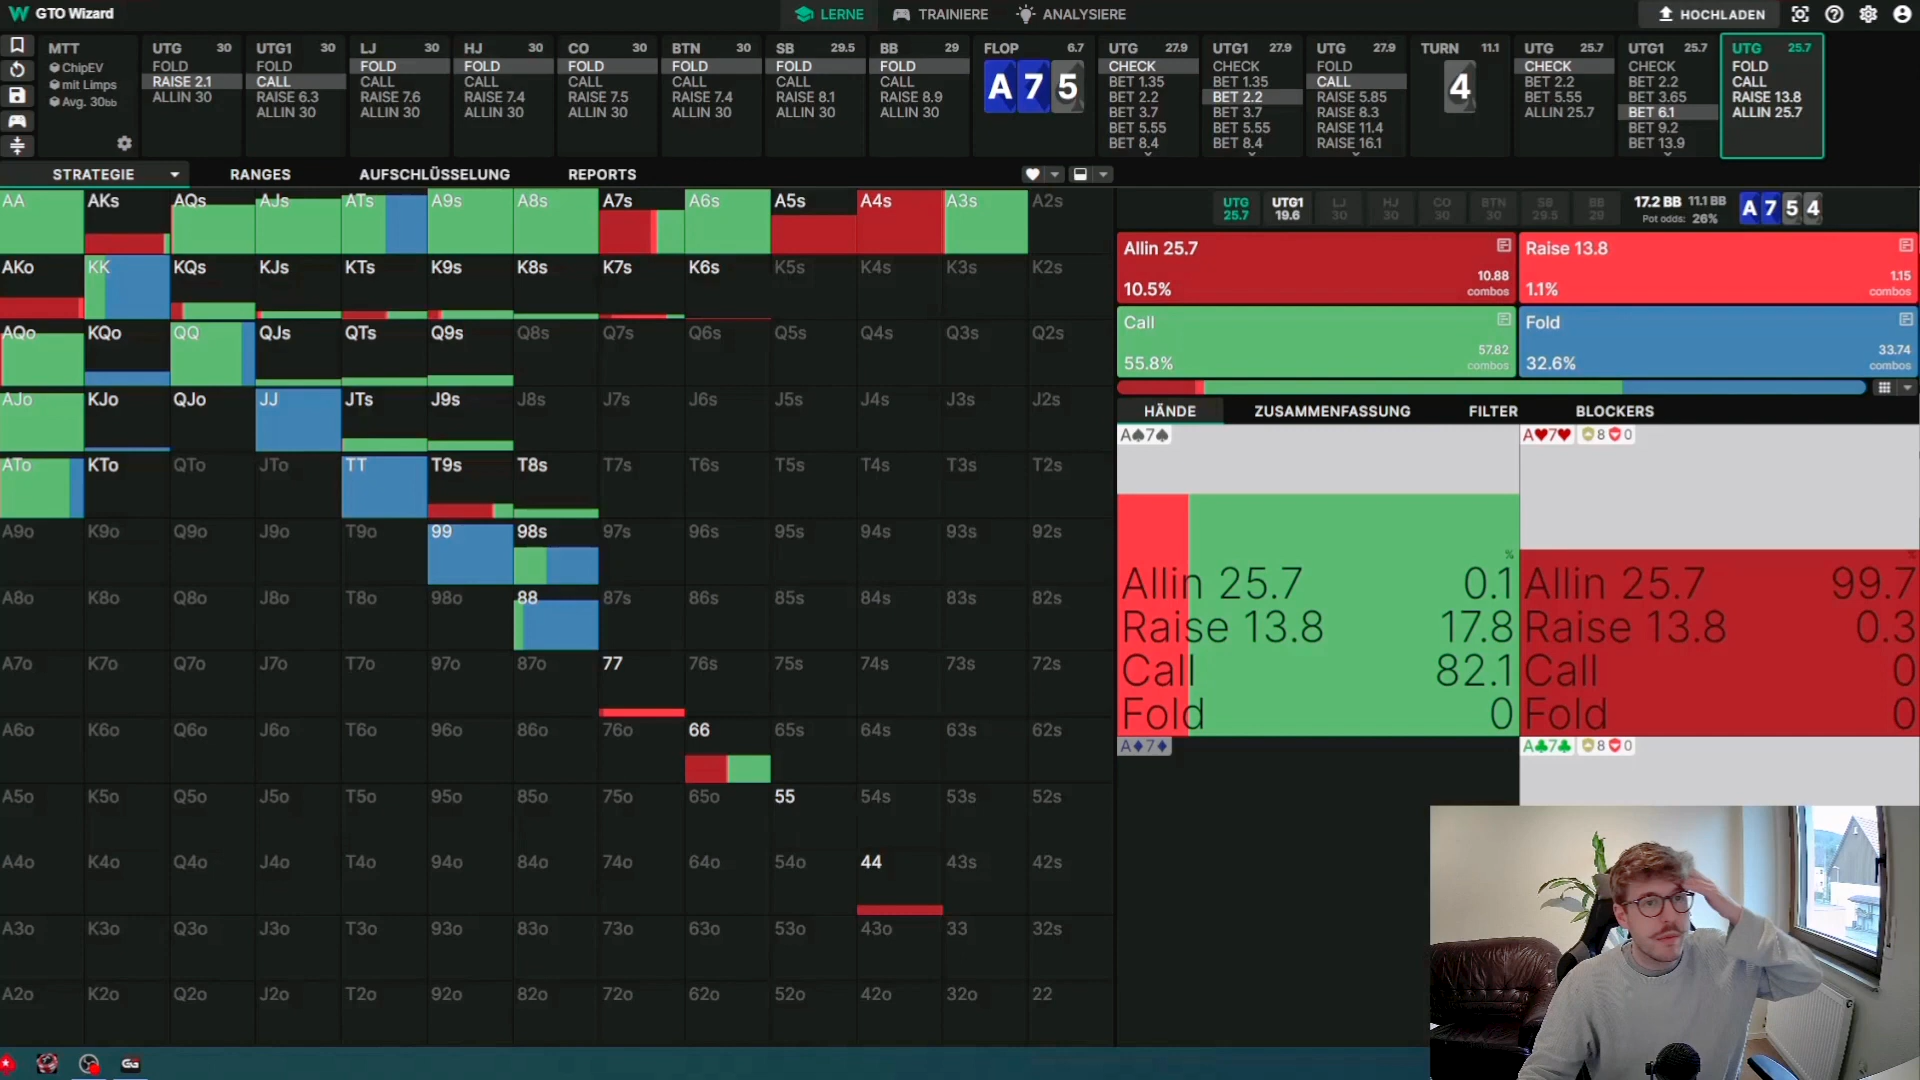 GTO Wizard
LERNE
TRAINIERE
ANALYSIERE
HOCHLADEN
MTT
ChipEV
mit Limps
Avg. 30bb
UTG 30
FOLD
RAISE 2.1
ALLIN 30
UTG1 30
FOLD
CALL
RAISE 6.3
ALLIN 30
LJ 30
FOLD
CALL
RAISE 7.6
ALLIN 30
HJ 30
FOLD
CALL
RAISE 7.4
ALLIN 30
CO 30
FOLD
CALL
RAISE 7.5
ALLIN 30
BTN 30
FOLD
CALL
RAISE 7.4
ALLIN 30
SB 29.5
FOLD
CALL
RAISE 8.1
ALLIN 30
BB 29
FOLD
CALL
RAISE 8.9
ALLIN 30
FLOP 6.7
A 7 5
UTG 27.9
CHECK
BET 1.35
BET 2.2
BET 3.7
BET 5.55
BET 8.4
UTG1 27.9
CHECK
BET 1.35
BET 2.2
BET 3.7
BET 5.55
BET 8.4
UTG 27.9
FOLD
CALL
RAISE 5.85
RAISE 8.3
RAISE 11.4
RAISE 16.1
TURN 11.1
4
UTG 25.7
CHECK
BET 2.2
BET 5.55
ALLIN 25.7
UTG1 25.7
CHECK
BET 2.2
BET 3.65
BET 6.1
BET 9.2
BET 13.9
UTG 25.7
FOLD
CALL
RAISE 13.8
ALLIN 25.7
STRATEGIE
RANGES
AUFSCHLÜSSELUNG
REPORTS
AA AKs AQs AJs ATs A9s A8s A7s A6s A5s A4s A3s A2s
AKo KK KQs KJs KTs K9s K8s K7s K6s K5s K4s K3s K2s
AQo KQo QQ QJs QTs Q9s Q8s Q7s Q6s Q5s Q4s Q3s Q2s
AJo KJo QJo JJ JTs J9s J8s J7s J6s J5s J4s J3s J2s
ATo KTo QTo JTo TT T9s T8s T7s T6s T5s T4s T3s T2s
A9o K9o Q9o J9o T9o 99 98s 97s 96s 95s 94s 93s 92s
A8o K8o Q8o J8o T8o 98o 88 87s 86s 85s 84s 83s 82s
A7o K7o Q7o J7o T7o 97o 87o 77 76s 75s 74s 73s 72s
A6o K6o Q6o J6o T6o 96o 86o 76o 66 65s 64s 63s 62s
A5o K5o Q5o J5o T5o 95o 85o 75o 65o 55 54s 53s 52s
A4o K4o Q4o J4o T4o 94o 84o 74o 64o 54o 44 43s 42s
A3o K3o Q3o J3o T3o 93o 83o 73o 63o 53o 43o 33 32s
A2o K2o Q2o J2o T2o 92o 82o 72o 62o 52o 42o 32o 22
UTG UTG1 LJ HJ CO BTN SB BB
25.7 19.6 30 30 30 30 29.5 29
17.2 BB 11.1 BB
Pot odds: 26%
A 7 5 4
Allin 25.7
10.88
10.5% combos
Raise 13.8
1.15
1.1% combos
Call
57.82
55.8% combos
Fold
33.74
32.6% combos
HÄNDE
ZUSAMMENFASSUNG
FILTER
BLOCKERS
A♠7♠
%
Allin 25.7 0.1
Raise 13.8 17.8
Call 82.1
Fold 0
A♥7♥ 8 0
%
Allin 25.7 99.7
Raise 13.8 0.3
Call 0
Fold 0
A♦7♦
A♣7♣ 8 0